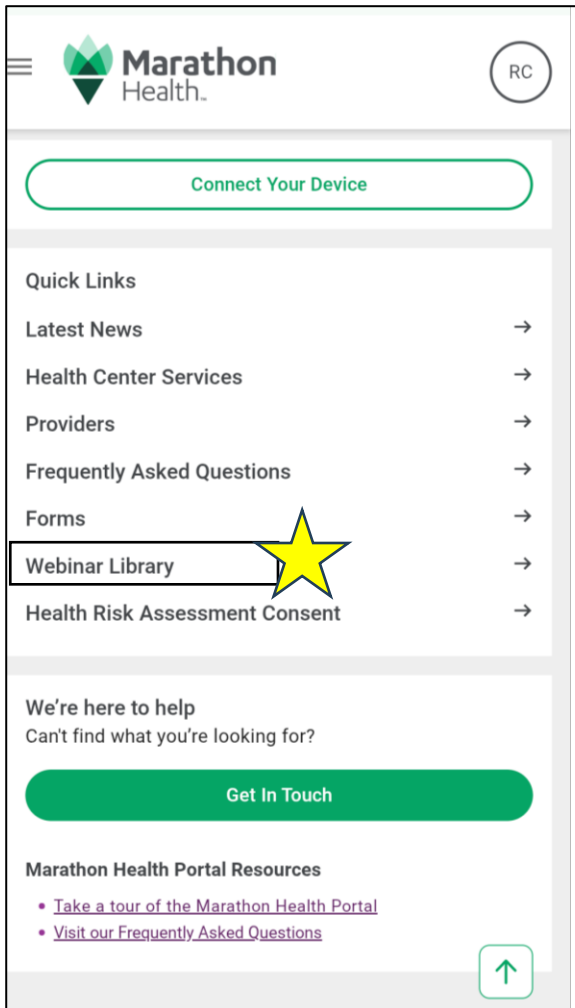 Marathon
Health™
RC
Connect Your Device
Quick Links
Latest News
Health Center Services
Providers
Frequently Asked Questions
Forms
Webinar Library
Health Risk Assessment Consent
We’re here to help
Can't find what you’re looking for?
Get In Touch
Marathon Health Portal Resources
• Take a tour of the Marathon Health Portal
• Visit our Frequently Asked Questions